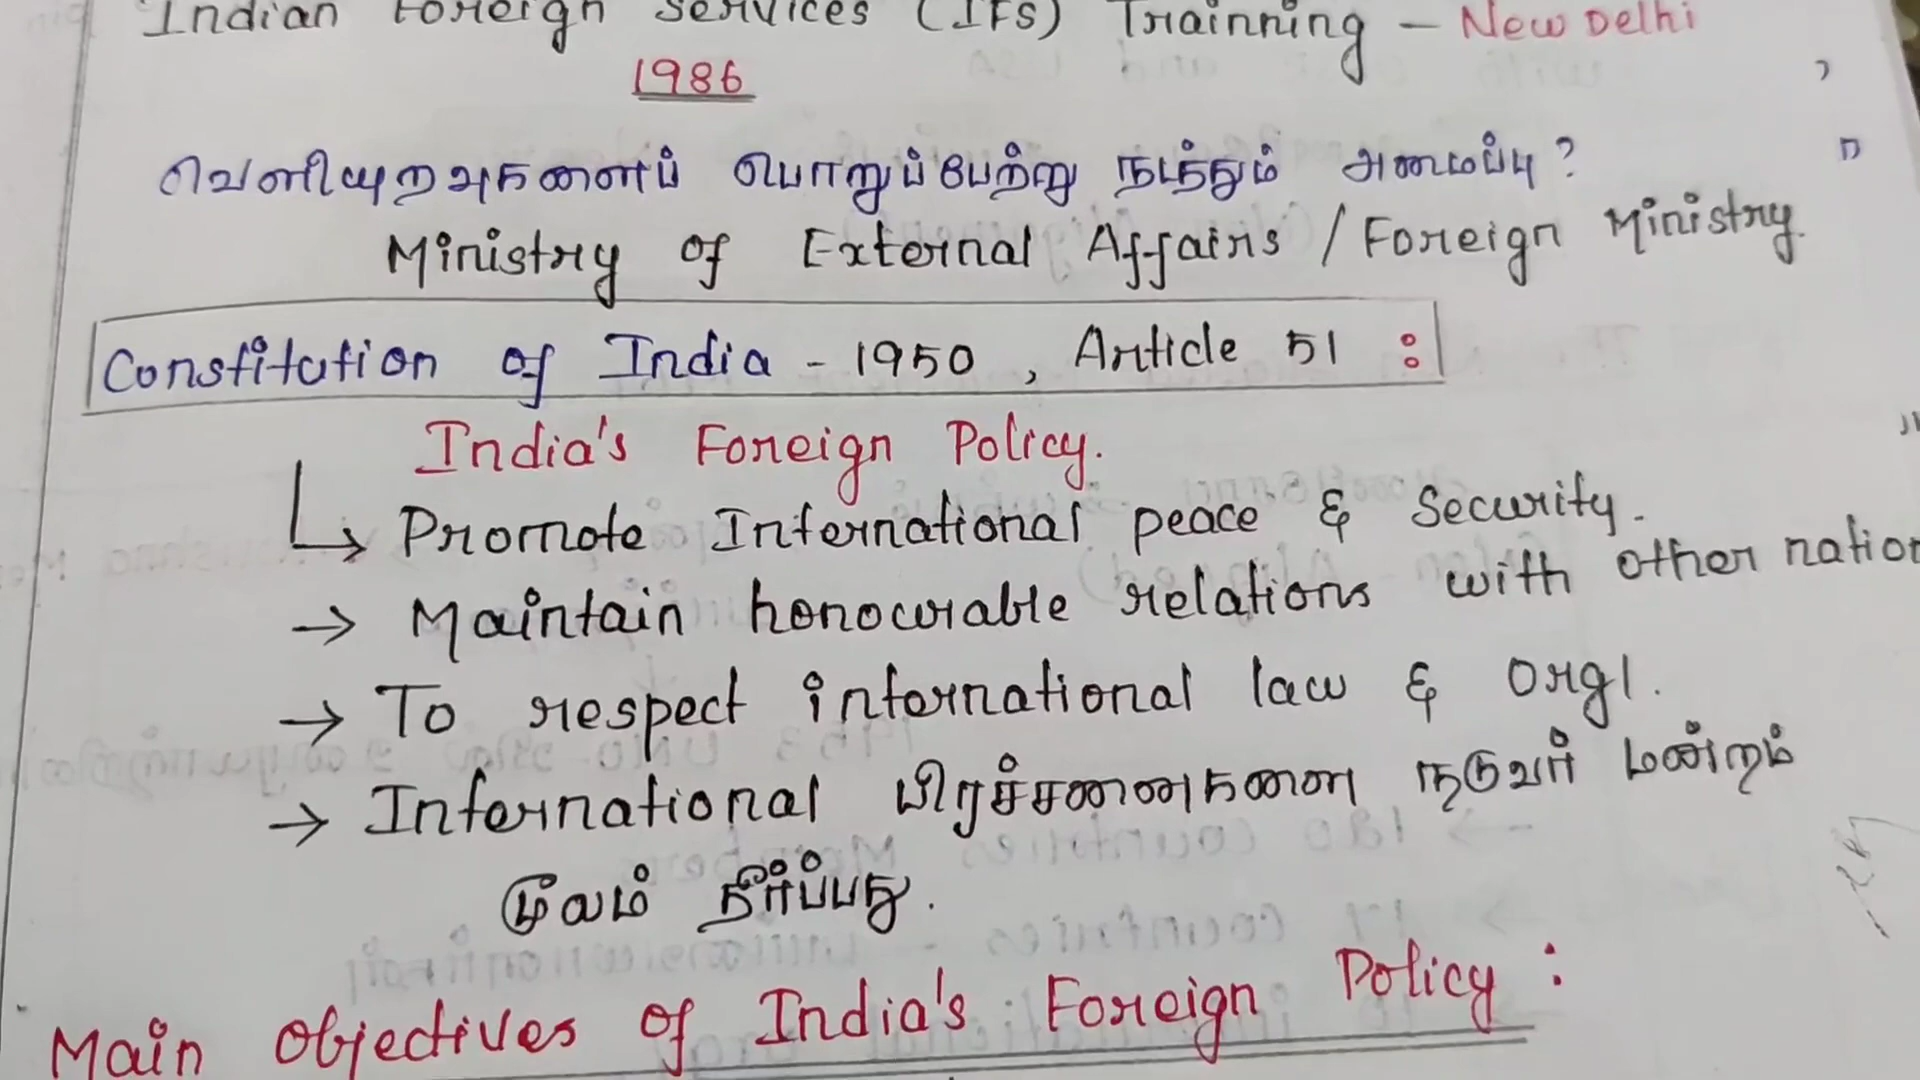 Indian Foreign Services (IFS) Trainning - New Delhi
1986
வெளியுறவுகளைப் பொறுப்பேற்று நடத்தும் அமைப்பு?
Ministry of External Affairs / Foreign Ministry.
Constitution of India - 1950, Article 51 :
India's Foreign Policy.
↳ Promote International peace & Security.
→ Maintain honourable relations with other nation
→ To respect international law & Orgl.
→ International பிரச்சனைகளை நடுவர் மன்றம்
மூலம் தீர்ப்பது.
Main objectives of India's Foreign Policy :